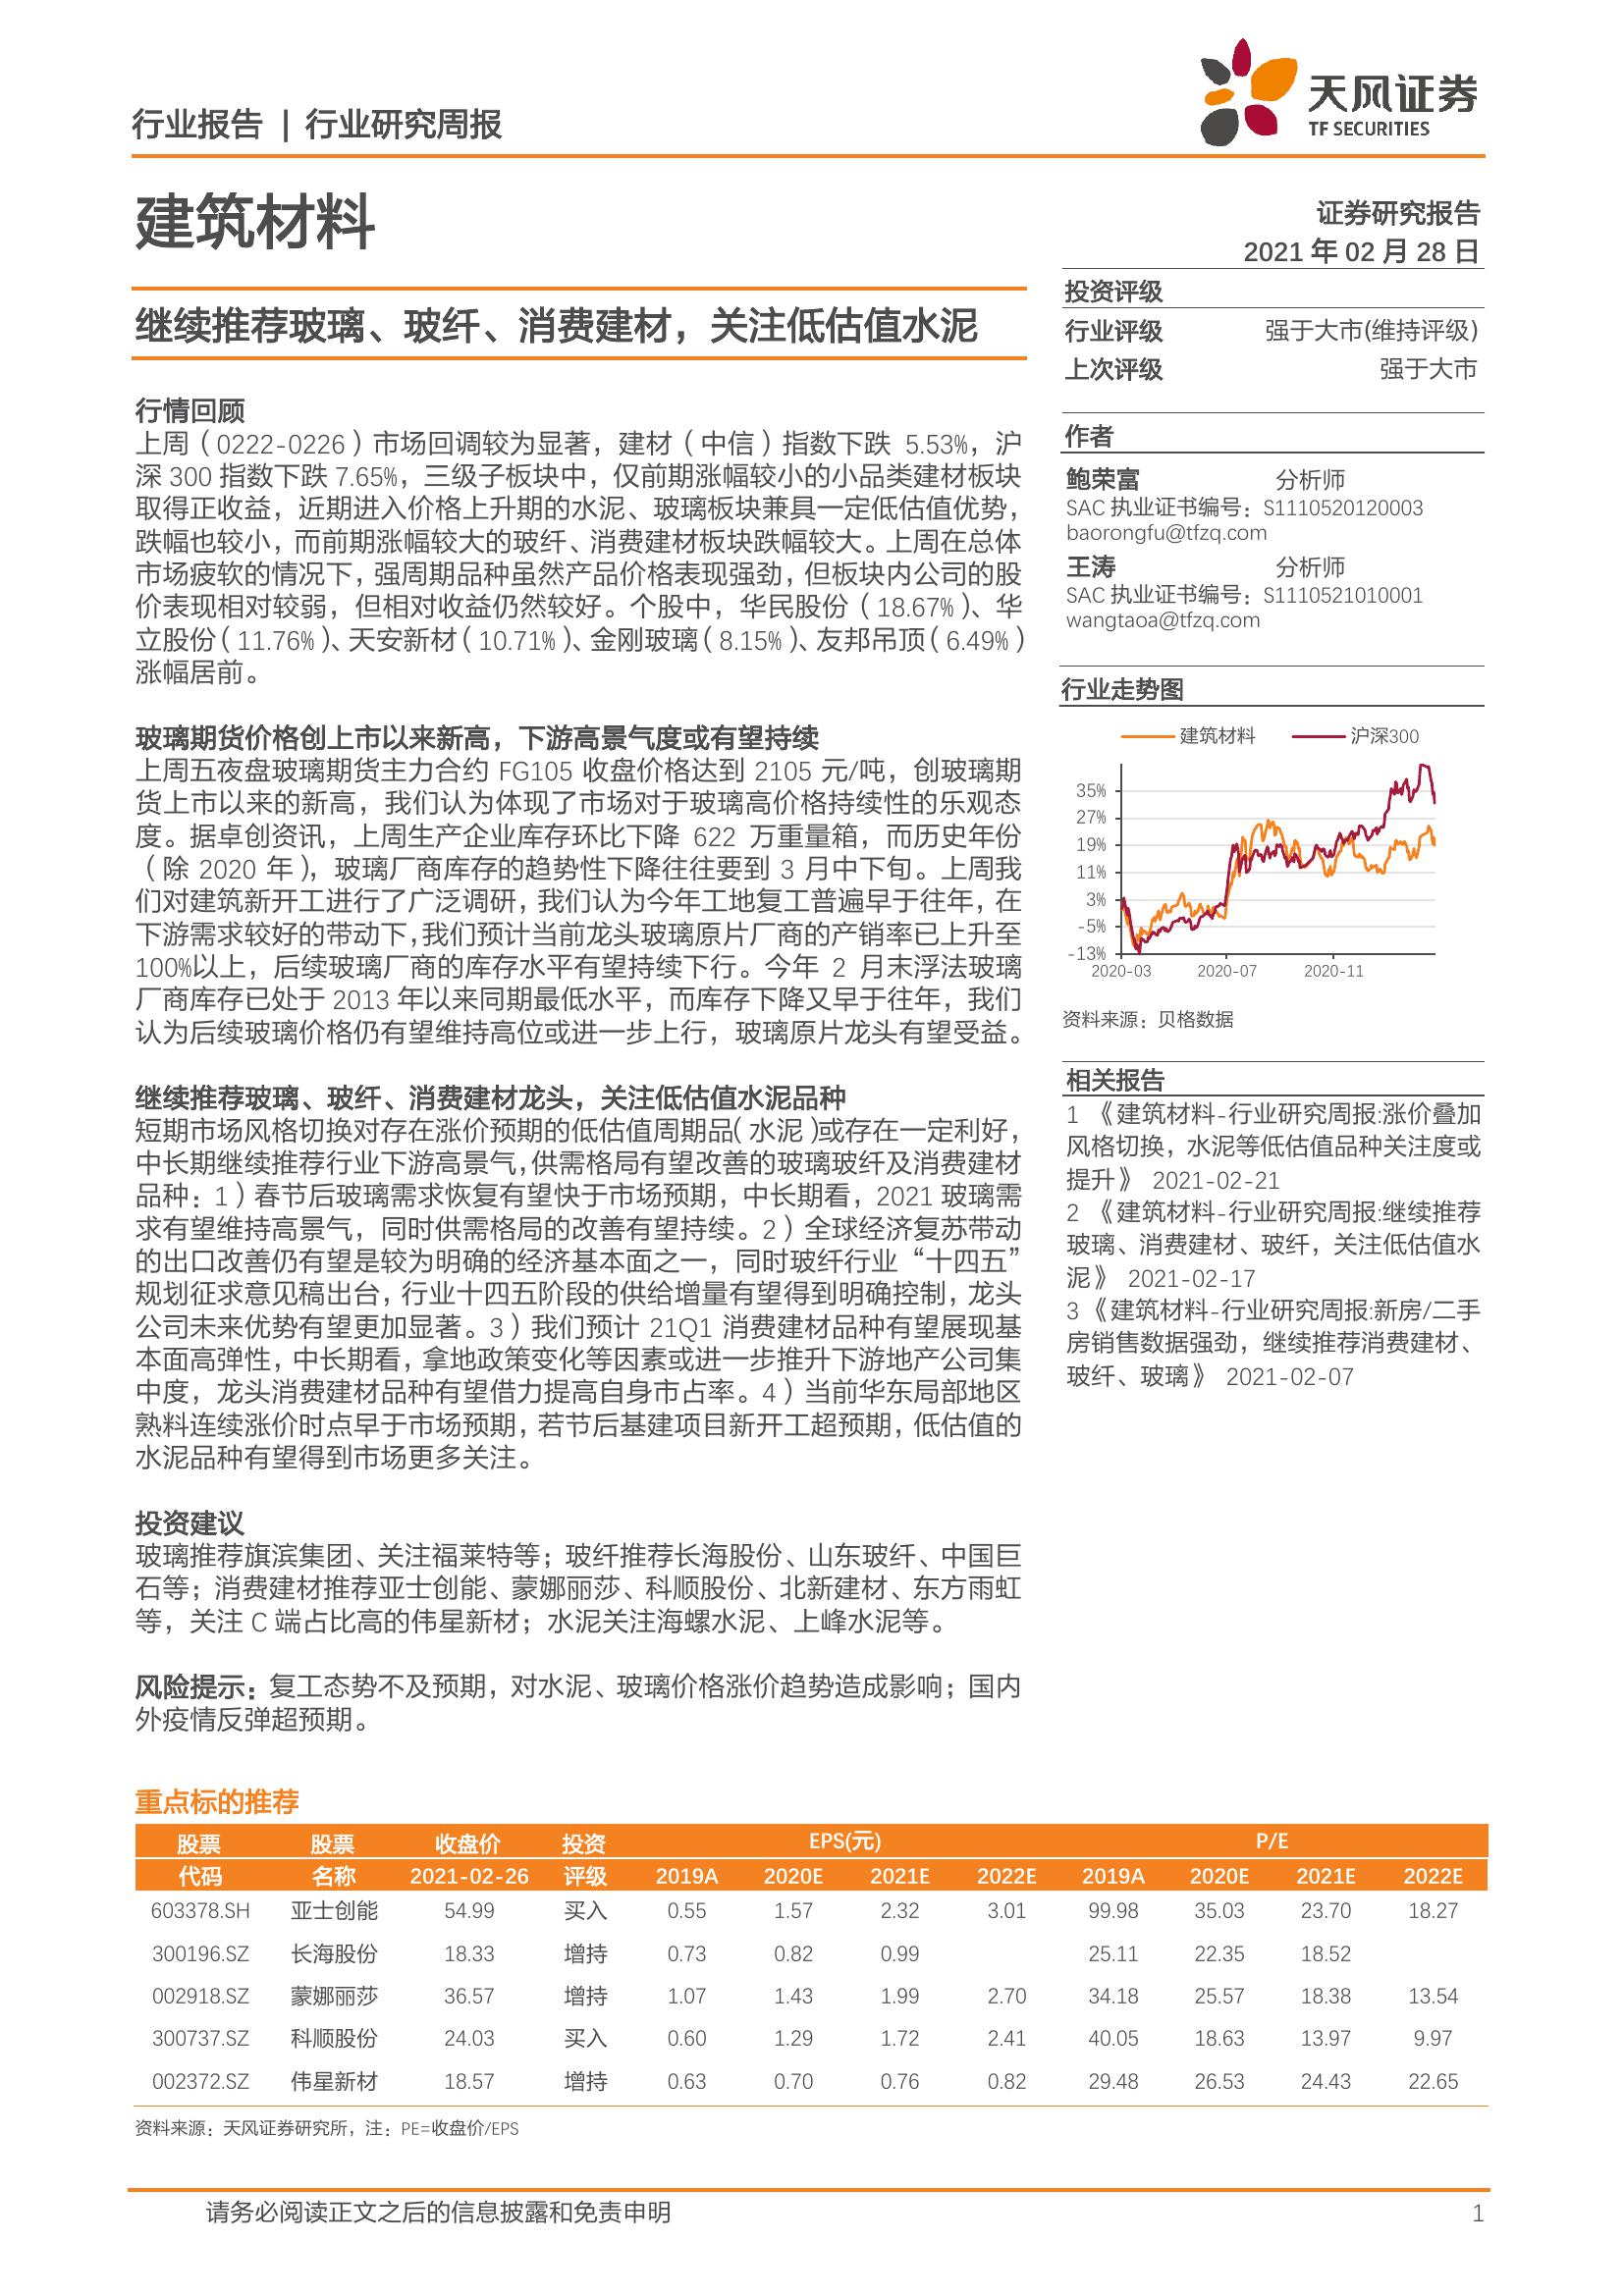 行业报告 | 行业研究周报
天风证券
TF SECURITIES
建筑材料
证券研究报告
2021 年 02 月 28 日
继续推荐玻璃、玻纤、消费建材，关注低估值水泥
投资评级
行业评级 强于大市(维持评级)
上次评级 强于大市
作者
鲍荣富 分析师
SAC 执业证书编号：S1110520120003
baorongfu@tfzq.com
王涛 分析师
SAC 执业证书编号：S1110521010001
wangtaoa@tfzq.com
行业走势图
建筑材料 沪深300
35%
27%
19%
11%
3%
-5%
-13%
2020-03 2020-07 2020-11
资料来源：贝格数据
相关报告
1 《建筑材料-行业研究周报:涨价叠加
风格切换，水泥等低估值品种关注度或
提升》 2021-02-21
2 《建筑材料-行业研究周报:继续推荐
玻璃、消费建材、玻纤，关注低估值水
泥》 2021-02-17
3 《建筑材料-行业研究周报:新房/二手
房销售数据强劲，继续推荐消费建材、
玻纤、玻璃》 2021-02-07
行情回顾
上周（0222-0226）市场回调较为显著，建材（中信）指数下跌 5.53%，沪
深 300 指数下跌 7.65%，三级子板块中，仅前期涨幅较小的小品类建材板块
取得正收益，近期进入价格上升期的水泥、玻璃板块兼具一定低估值优势，
跌幅也较小，而前期涨幅较大的玻纤、消费建材板块跌幅较大。上周在总体
市场疲软的情况下，强周期品种虽然产品价格表现强劲，但板块内公司的股
价表现相对较弱，但相对收益仍然较好。个股中，华民股份（18.67%）、华
立股份（11.76%）、天安新材（10.71%）、金刚玻璃（8.15%）、友邦吊顶（6.49%）
涨幅居前。
玻璃期货价格创上市以来新高，下游高景气度或有望持续
上周五夜盘玻璃期货主力合约 FG105 收盘价格达到 2105 元/吨，创玻璃期
货上市以来的新高，我们认为体现了市场对于玻璃高价格持续性的乐观态
度。据卓创资讯，上周生产企业库存环比下降 622 万重量箱，而历史年份
（除 2020 年），玻璃厂商库存的趋势性下降往往要到 3 月中下旬。上周我
们对建筑新开工进行了广泛调研，我们认为今年工地复工普遍早于往年，在
下游需求较好的带动下，我们预计当前龙头玻璃原片厂商的产销率已上升至
100%以上，后续玻璃厂商的库存水平有望持续下行。今年 2 月末浮法玻璃
厂商库存已处于 2013 年以来同期最低水平，而库存下降又早于往年，我们
认为后续玻璃价格仍有望维持高位或进一步上行，玻璃原片龙头有望受益。
继续推荐玻璃、玻纤、消费建材龙头，关注低估值水泥品种
短期市场风格切换对存在涨价预期的低估值周期品（水泥）或存在一定利好，
中长期继续推荐行业下游高景气，供需格局有望改善的玻璃玻纤及消费建材
品种：1）春节后玻璃需求恢复有望快于市场预期，中长期看，2021 玻璃需
求有望维持高景气，同时供需格局的改善有望持续。2）全球经济复苏带动
的出口改善仍有望是较为明确的经济基本面之一，同时玻纤行业“十四五”
规划征求意见稿出台，行业十四五阶段的供给增量有望得到明确控制，龙头
公司未来优势有望更加显著。3）我们预计 21Q1 消费建材品种有望展现基
本面高弹性，中长期看，拿地政策变化等因素或进一步推升下游地产公司集
中度，龙头消费建材品种有望借力提高自身市占率。4）当前华东局部地区
熟料连续涨价时点早于市场预期，若节后基建项目新开工超预期，低估值的
水泥品种有望得到市场更多关注。
投资建议
玻璃推荐旗滨集团、关注福莱特等；玻纤推荐长海股份、山东玻纤、中国巨
石等；消费建材推荐亚士创能、蒙娜丽莎、科顺股份、北新建材、东方雨虹
等，关注 C 端占比高的伟星新材；水泥关注海螺水泥、上峰水泥等。
风险提示：复工态势不及预期，对水泥、玻璃价格涨价趋势造成影响；国内
外疫情反弹超预期。
重点标的推荐
股票 股票 收盘价 投资 EPS(元) P/E
代码 名称 2021-02-26 评级 2019A 2020E 2021E 2022E 2019A 2020E 2021E 2022E
603378.SH 亚士创能 54.99 买入 0.55 1.57 2.32 3.01 99.98 35.03 23.70 18.27
300196.SZ 长海股份 18.33 增持 0.73 0.82 0.99 25.11 22.35 18.52
002918.SZ 蒙娜丽莎 36.57 增持 1.07 1.43 1.99 2.70 34.18 25.57 18.38 13.54
300737.SZ 科顺股份 24.03 买入 0.60 1.29 1.72 2.41 40.05 18.63 13.97 9.97
002372.SZ 伟星新材 18.57 增持 0.63 0.70 0.76 0.82 29.48 26.53 24.43 22.65
资料来源：天风证券研究所，注：PE=收盘价/EPS
请务必阅读正文之后的信息披露和免责申明 1